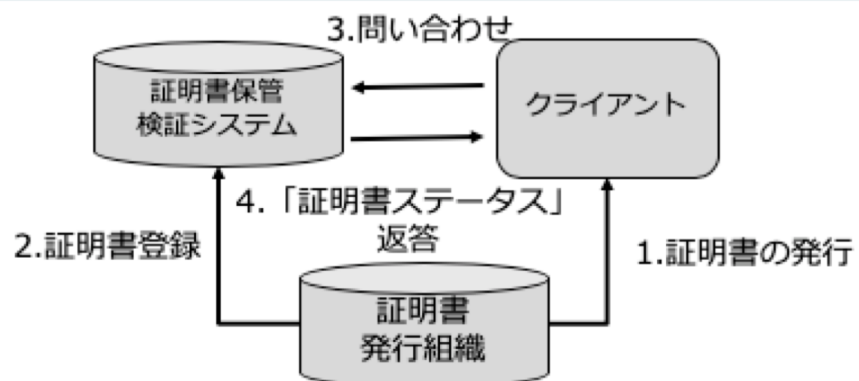 3.問い合わせ
証明書保管
検証システム
クライアント
4.「証明書ステータス」
返答
2.証明書登録
1.証明書の発行
証明書
発行組織